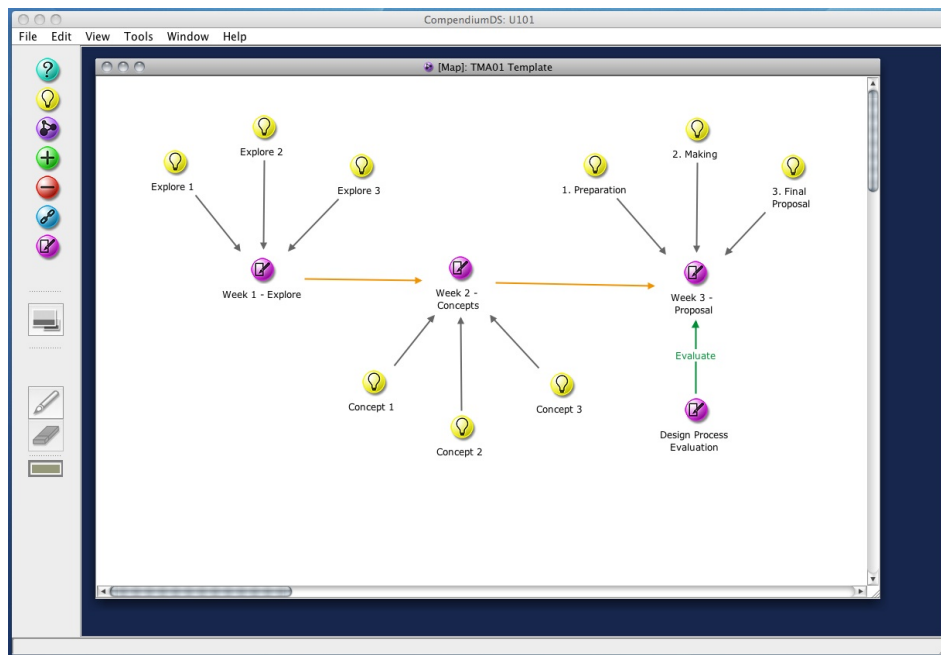 CompendiumDS: U101
File Edit View Tools Window Help
[Map]: TMA01 Template
Explore 1
Explore 2
Explore 3
1. Preparation
2. Making
3. Final
Proposal
Week 1 - Explore
Week 2 -
Concepts
Week 3 -
Proposal
Evaluate
Concept 1
Concept 2
Concept 3
Design Process
Evaluation